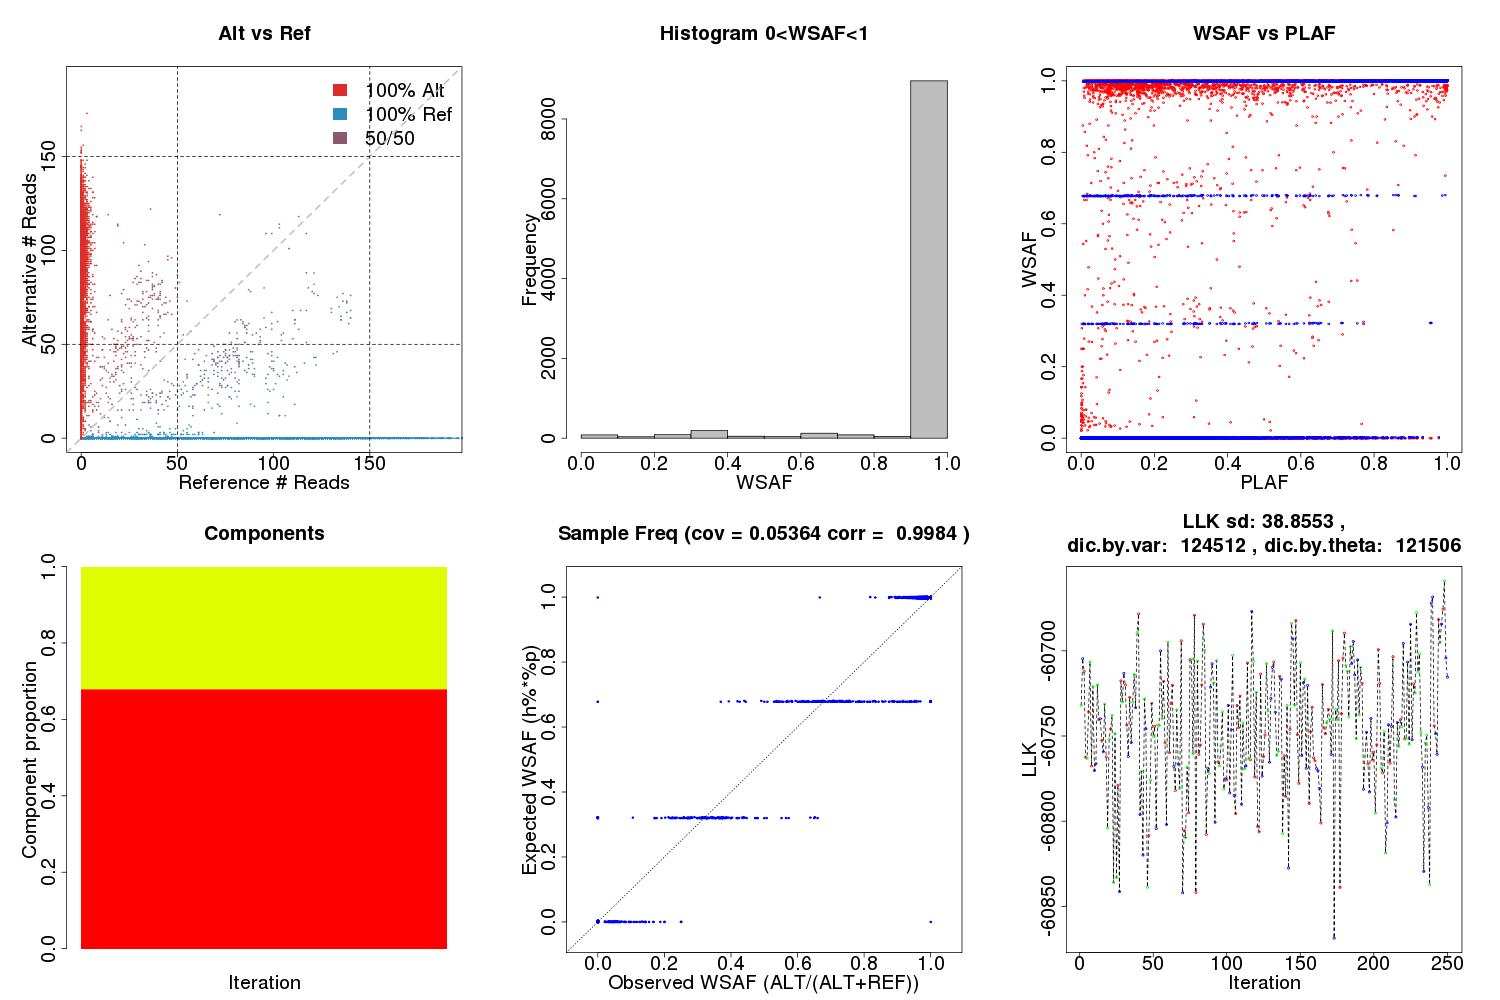 Alt vs Ref
100% Alt
100% Ref
50/50
Alternative # Reads
0
50
100
150
0
50
100
150
Reference # Reads
Histogram 0<WSAF<1
Frequency
0
2000
4000
6000
8000
0.0
0.2
0.4
0.6
0.8
1.0
WSAF
WSAF vs PLAF
WSAF
0.0
0.2
0.4
0.6
0.8
1.0
0.0
0.2
0.4
0.6
0.8
1.0
PLAF
Components
Component proportion
0.0
0.2
0.4
0.6
0.8
1.0
Iteration
Sample Freq (cov = 0.05364 corr = 0.9984 )
Expected WSAF (h%*%p)
0.0
0.2
0.4
0.6
0.8
1.0
0.0
0.2
0.4
0.6
0.8
1.0
Observed WSAF (ALT/(ALT+REF))
LLK sd: 38.8553 ,
dic.by.var: 124512 , dic.by.theta: 121506
LLK
-60850
-60800
-60750
-60700
0
50
100
150
200
250
Iteration